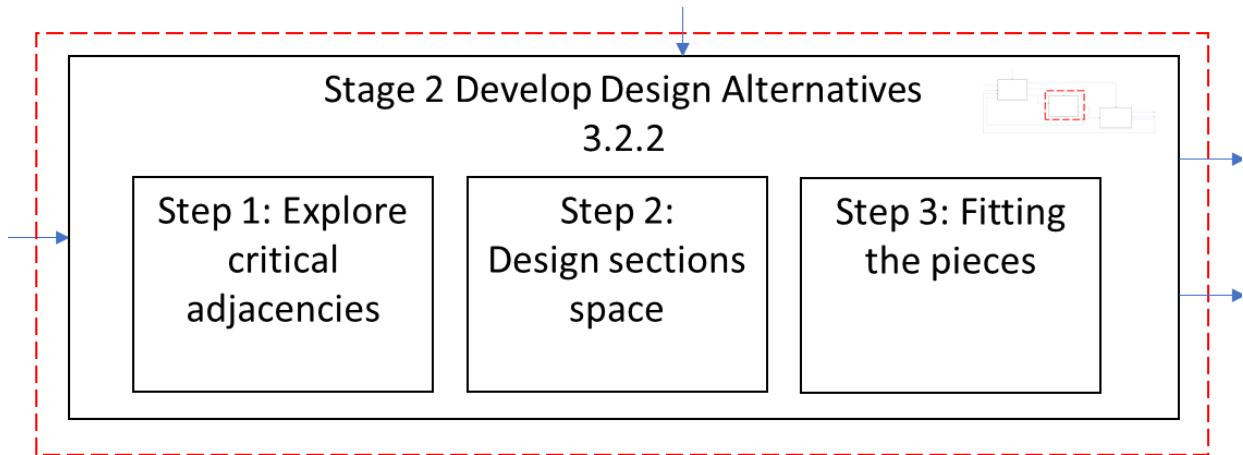 Stage 2 Develop Design Alternatives
3.2.2
Step 1: Explore
critical
adjacencies
Step 2:
Design sections
space
Step 3: Fitting
the pieces